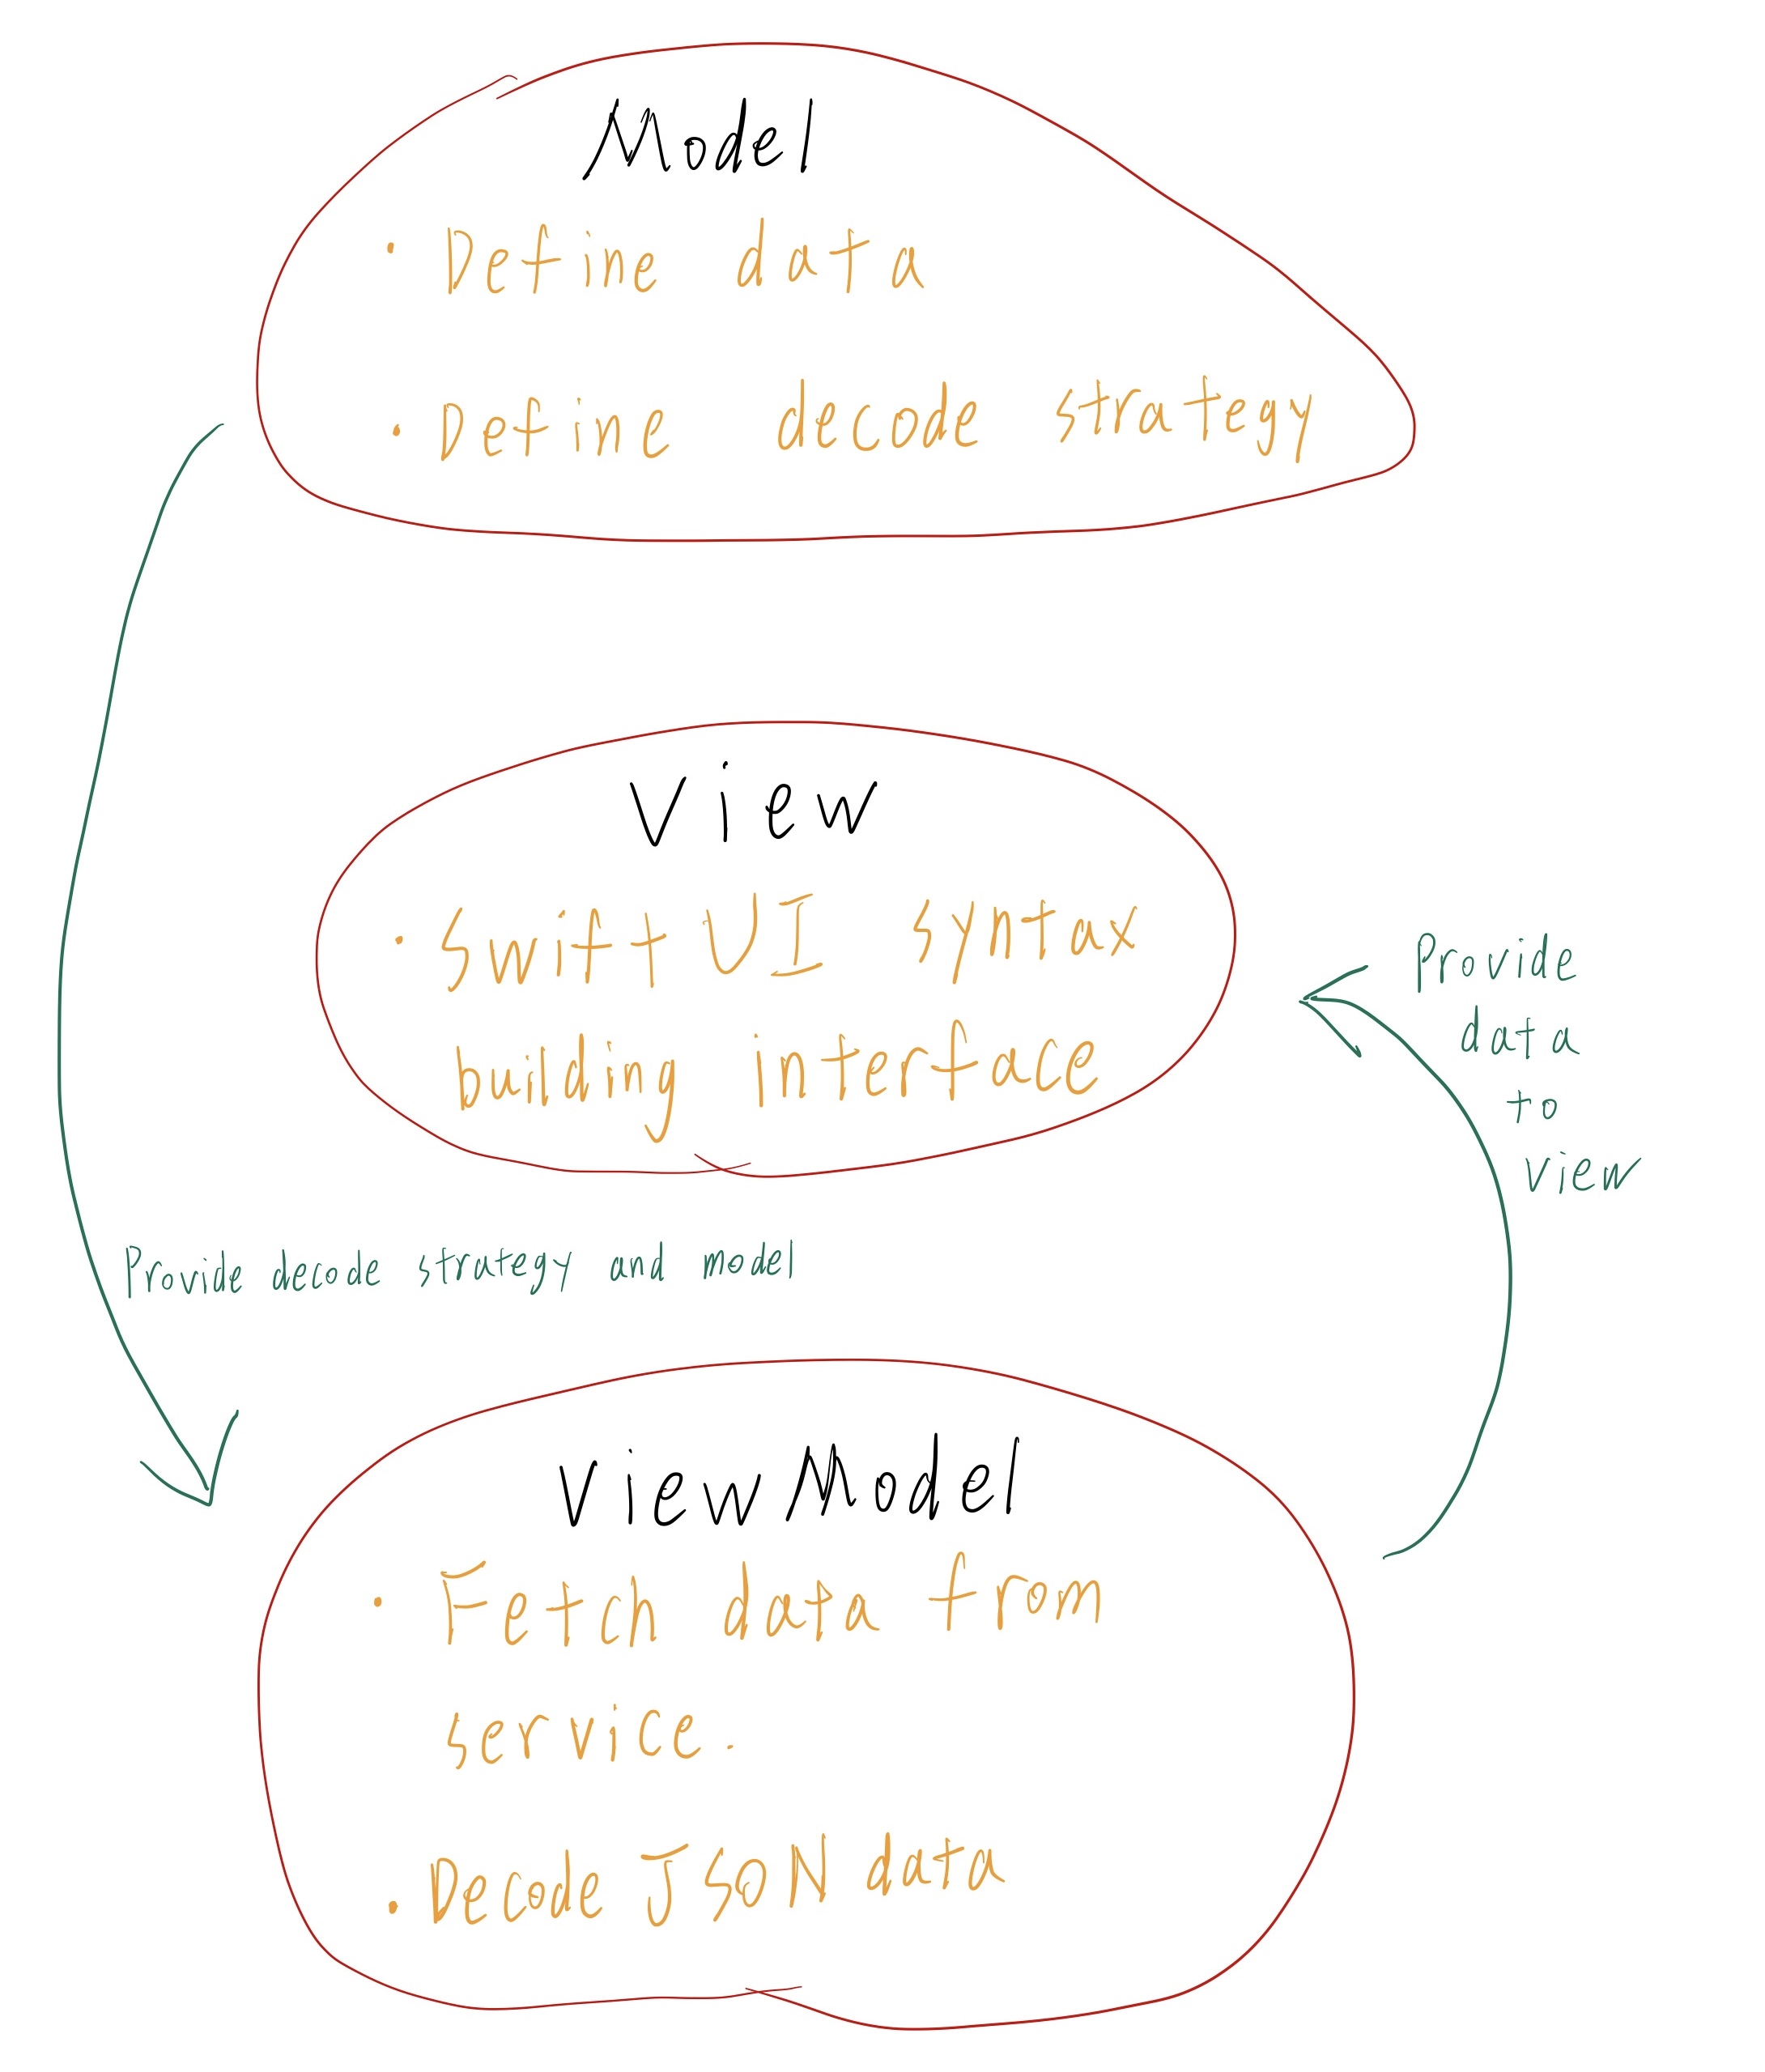 Model
• Define data
• Define decode strategy
View
• SwiftUI syntax
building interface
Provide
data
to
view
Provide decode strategy and model
ViewModel
• Fetch data from
service.
• Decode JSON data